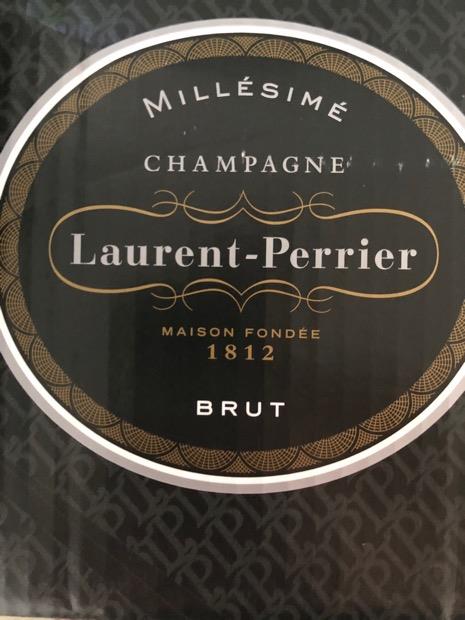 MILLÉSIMÉ
CHAMPAGNE
Laurent-Perrier
MAISON FONDÉE
1812
BRUT